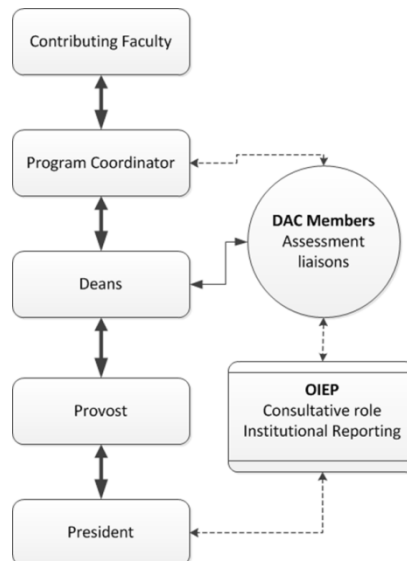 Contributing Faculty
Program Coordinator
DAC Members
Assessment
liaisons
Deans
OIEP
Consultative role
Institutional Reporting
Provost
President